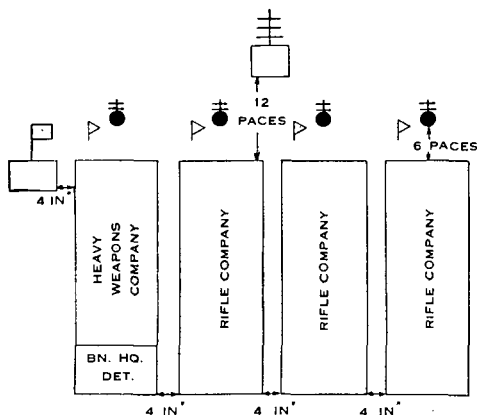 12
PACES
6 PACES
4 IN"
HEAVY
WEAPONS
COMPANY
BN. HQ.
DET.
RIFLE COMPANY
RIFLE COMPANY
RIFLE COMPANY
4 IN"
4 IN"
4 IN"